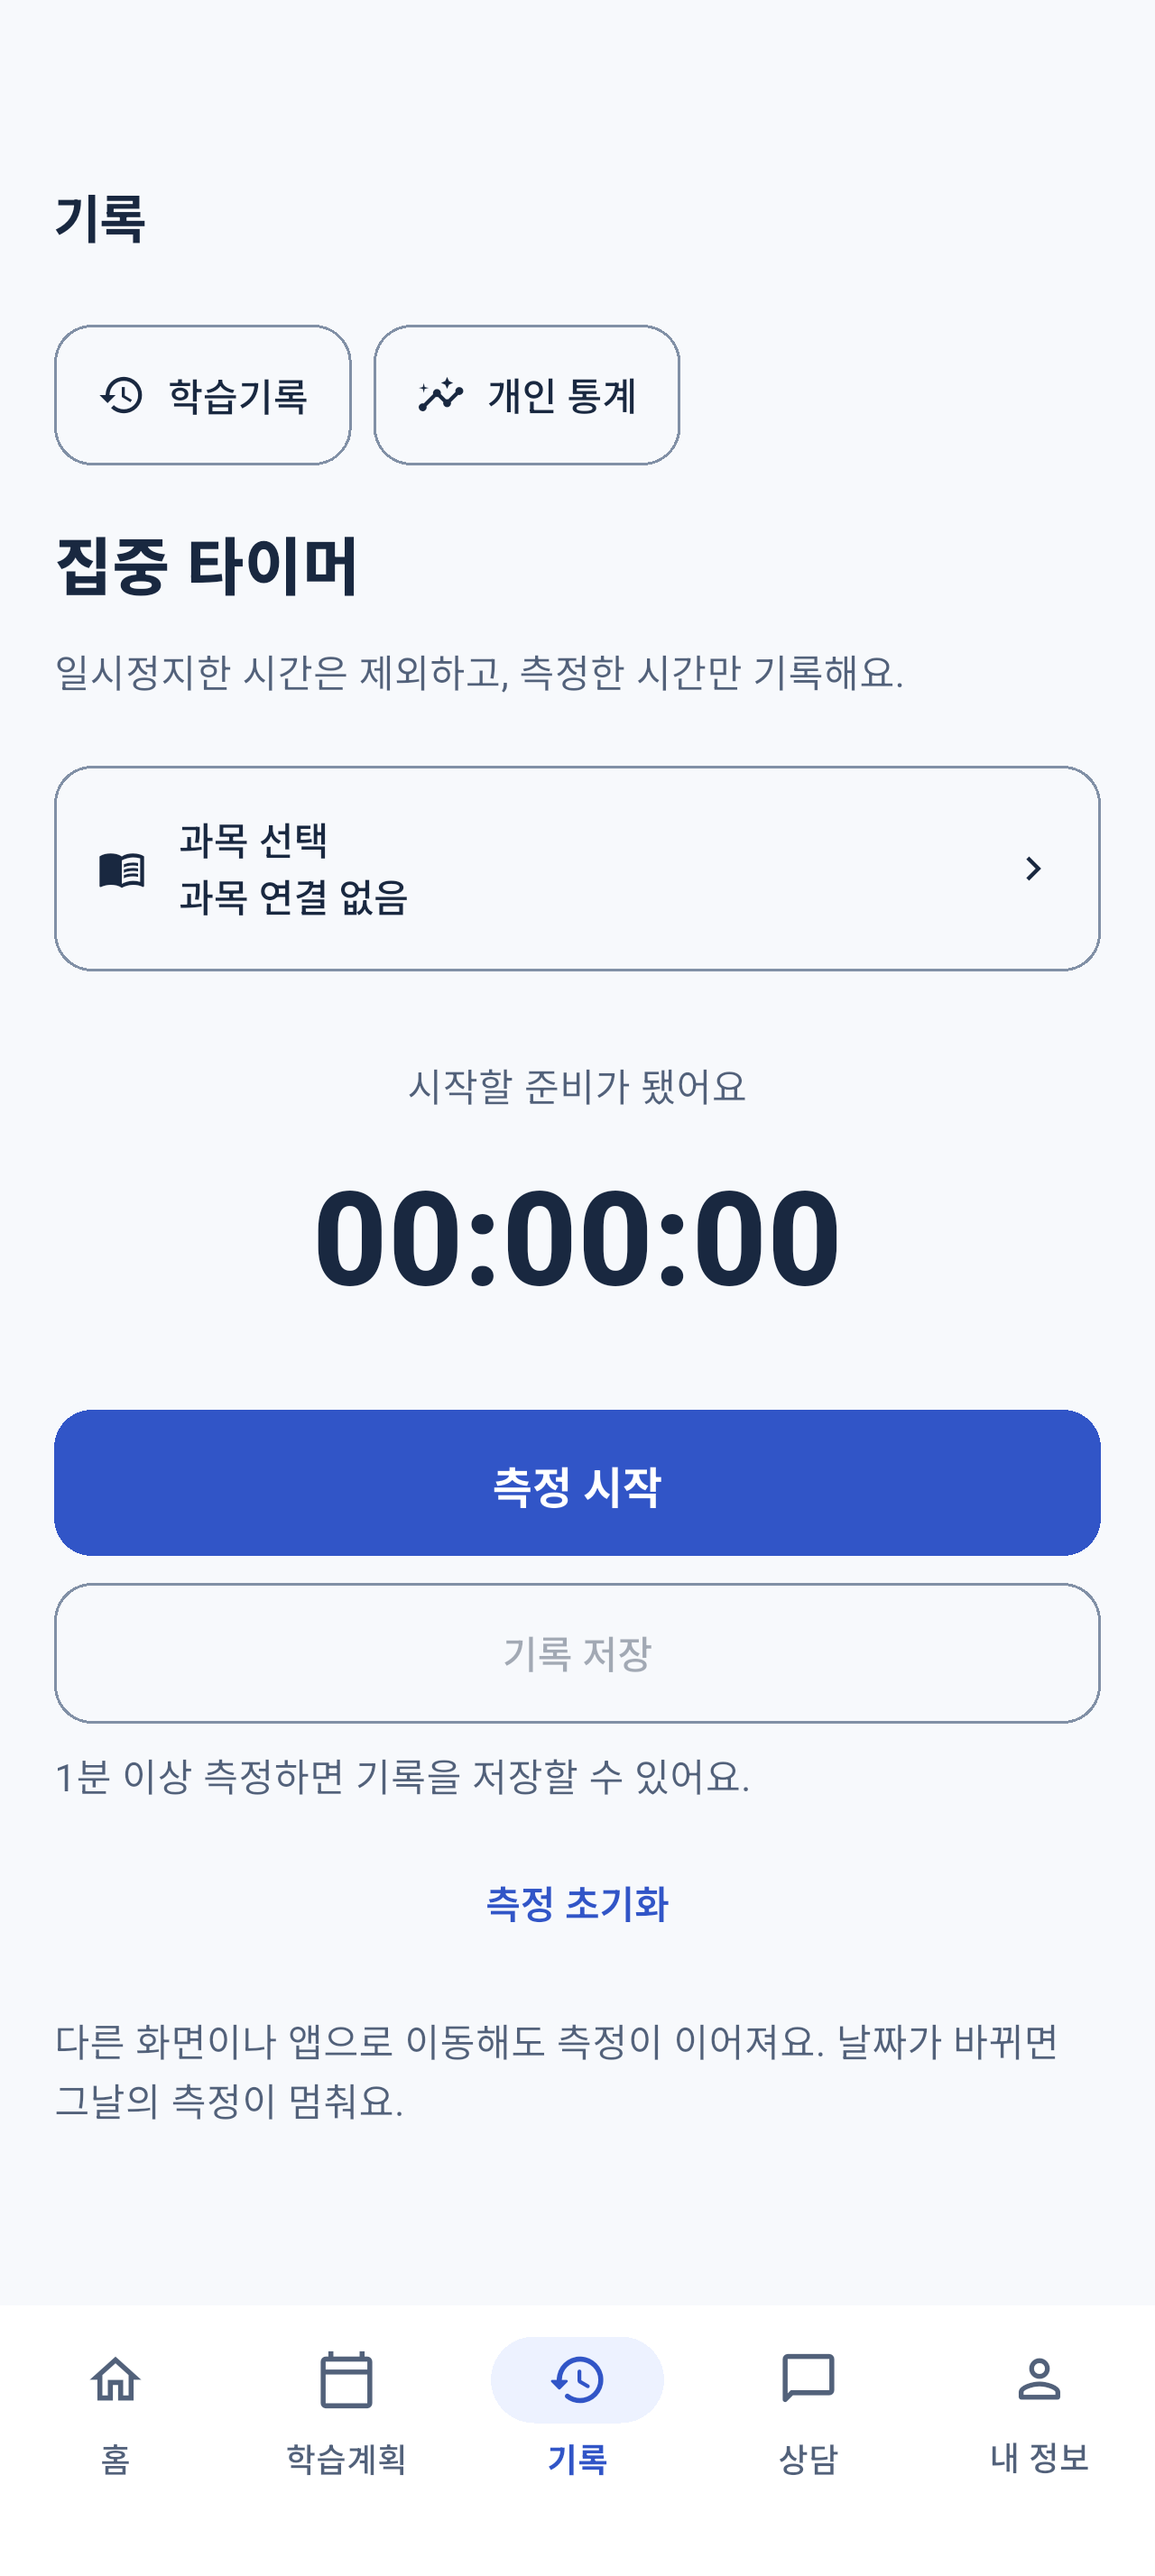 기록
학습기록
개인 통계
집중 타이머
일시정지한 시간은 제외하고, 측정한 시간만 기록해요.
과목 선택
과목 연결 없음
시작할 준비가 됐어요
00:00:00
측정 시작
기록 저장
1분 이상 측정하면 기록을 저장할 수 있어요.
측정 초기화
다른 화면이나 앱으로 이동해도 측정이 이어져요. 날짜가 바뀌면
그날의 측정이 멈춰요.
홈
학습계획
기록
상담
내 정보